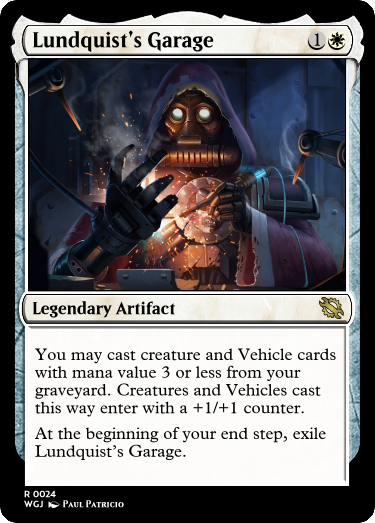 Lundquist's Garage 1
Legendary Artifact
You may cast creature and Vehicle cards
with mana value 3 or less from your
graveyard. Creatures and Vehicles cast
this way enter with a +1/+1 counter.
At the beginning of your end step, exile
Lundquist's Garage.
R 0024
WGJ Paul Patricio